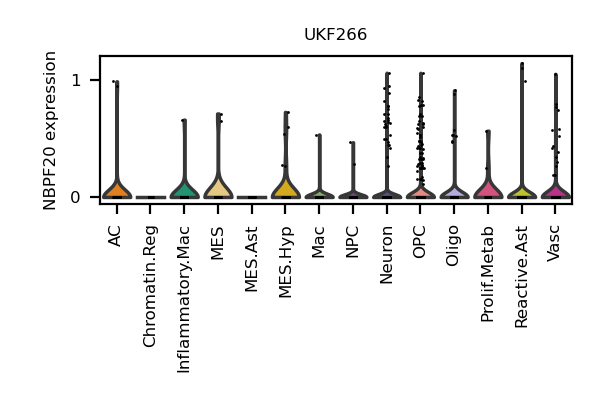 UKF266
NBPF20 expression
1
0
AC
Chromatin.Reg
Inflammatory.Mac
MES
MES.Ast
MES.Hyp
Mac
NPC
Neuron
OPC
Oligo
Prolif.Metab
Reactive.Ast
Vasc